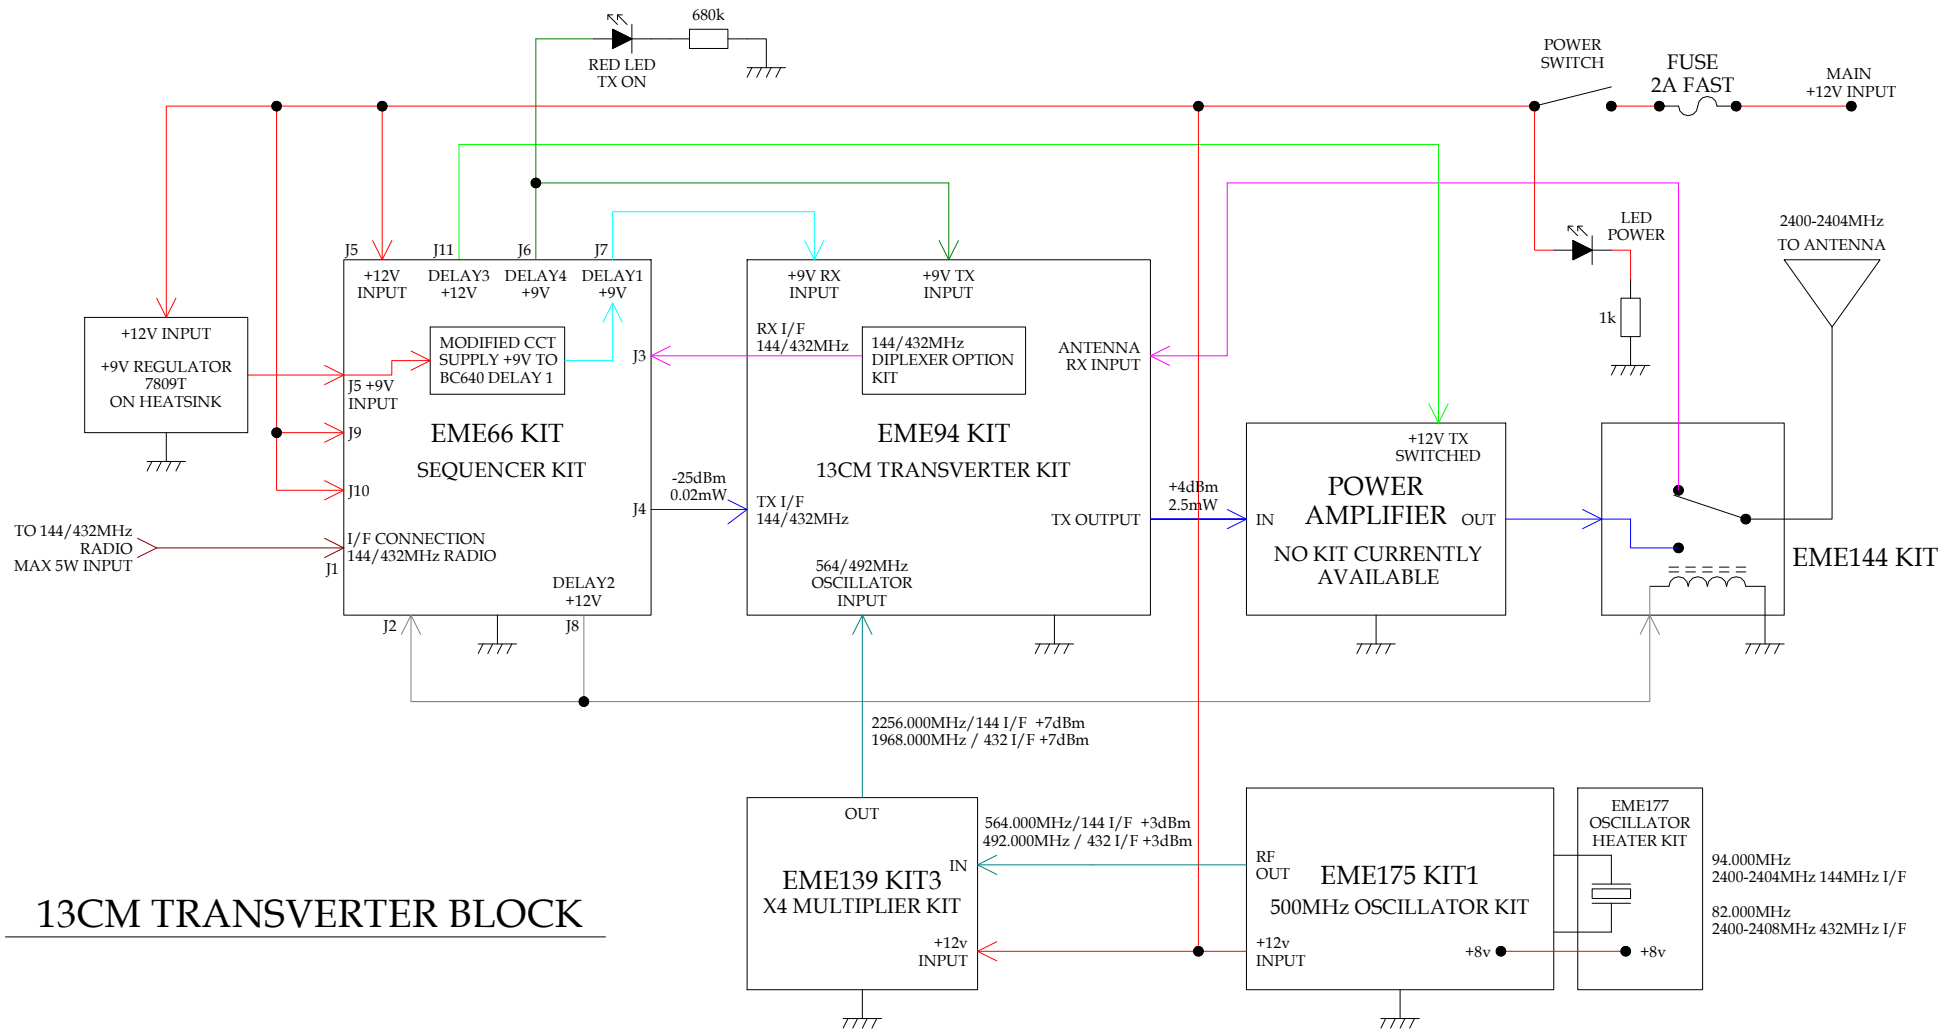 680k
RED LED
TX ON
POWER
SWITCH
FUSE
2A FAST
MAIN
+12V INPUT
LED
POWER
1k
2400-2404MHz
TO ANTENNA
J5
J11
J6
J7
+12V
INPUT
DELAY3
+12V
DELAY4
+9V
DELAY1
+9V
+12V INPUT
+9V REGULATOR
7809T
ON HEATSINK
MODIFIED CCT
SUPPLY +9V TO
BC640 DELAY 1
J5 +9V
INPUT
J9
J10
J3
J4
EME66 KIT
SEQUENCER KIT
TO 144/432MHz
RADIO
MAX 5W INPUT
I/F CONNECTION
144/432MHz RADIO
J1
DELAY2
+12V
J2
J8
-25dBm
0.02mW
+9V RX
INPUT
+9V TX
INPUT
RX I/F
144/432MHz
144/432MHz
DIPLEXER OPTION
KIT
ANTENNA
RX INPUT
EME94 KIT
13CM TRANSVERTER KIT
TX I/F
144/432MHz
TX OUTPUT
564/492MHz
OSCILLATOR
INPUT
+4dBm
2.5mW
+12V TX
SWITCHED
POWER
AMPLIFIER
IN
OUT
NO KIT CURRENTLY
AVAILABLE
EME144 KIT
2256.000MHz/144 I/F +7dBm
1968.000MHz / 432 I/F +7dBm
OUT
IN
EME139 KIT3
X4 MULTIPLIER KIT
+12v
INPUT
564.000MHz/144 I/F +3dBm
492.000MHz / 432 I/F +3dBm
RF
OUT
EME175 KIT1
500MHz OSCILLATOR KIT
+12v
INPUT
+8v
EME177
OSCILLATOR
HEATER KIT
+8v
94.000MHz
2400-2404MHz 144MHz I/F
82.000MHz
2400-2408MHz 432MHz I/F
13CM TRANSVERTER BLOCK